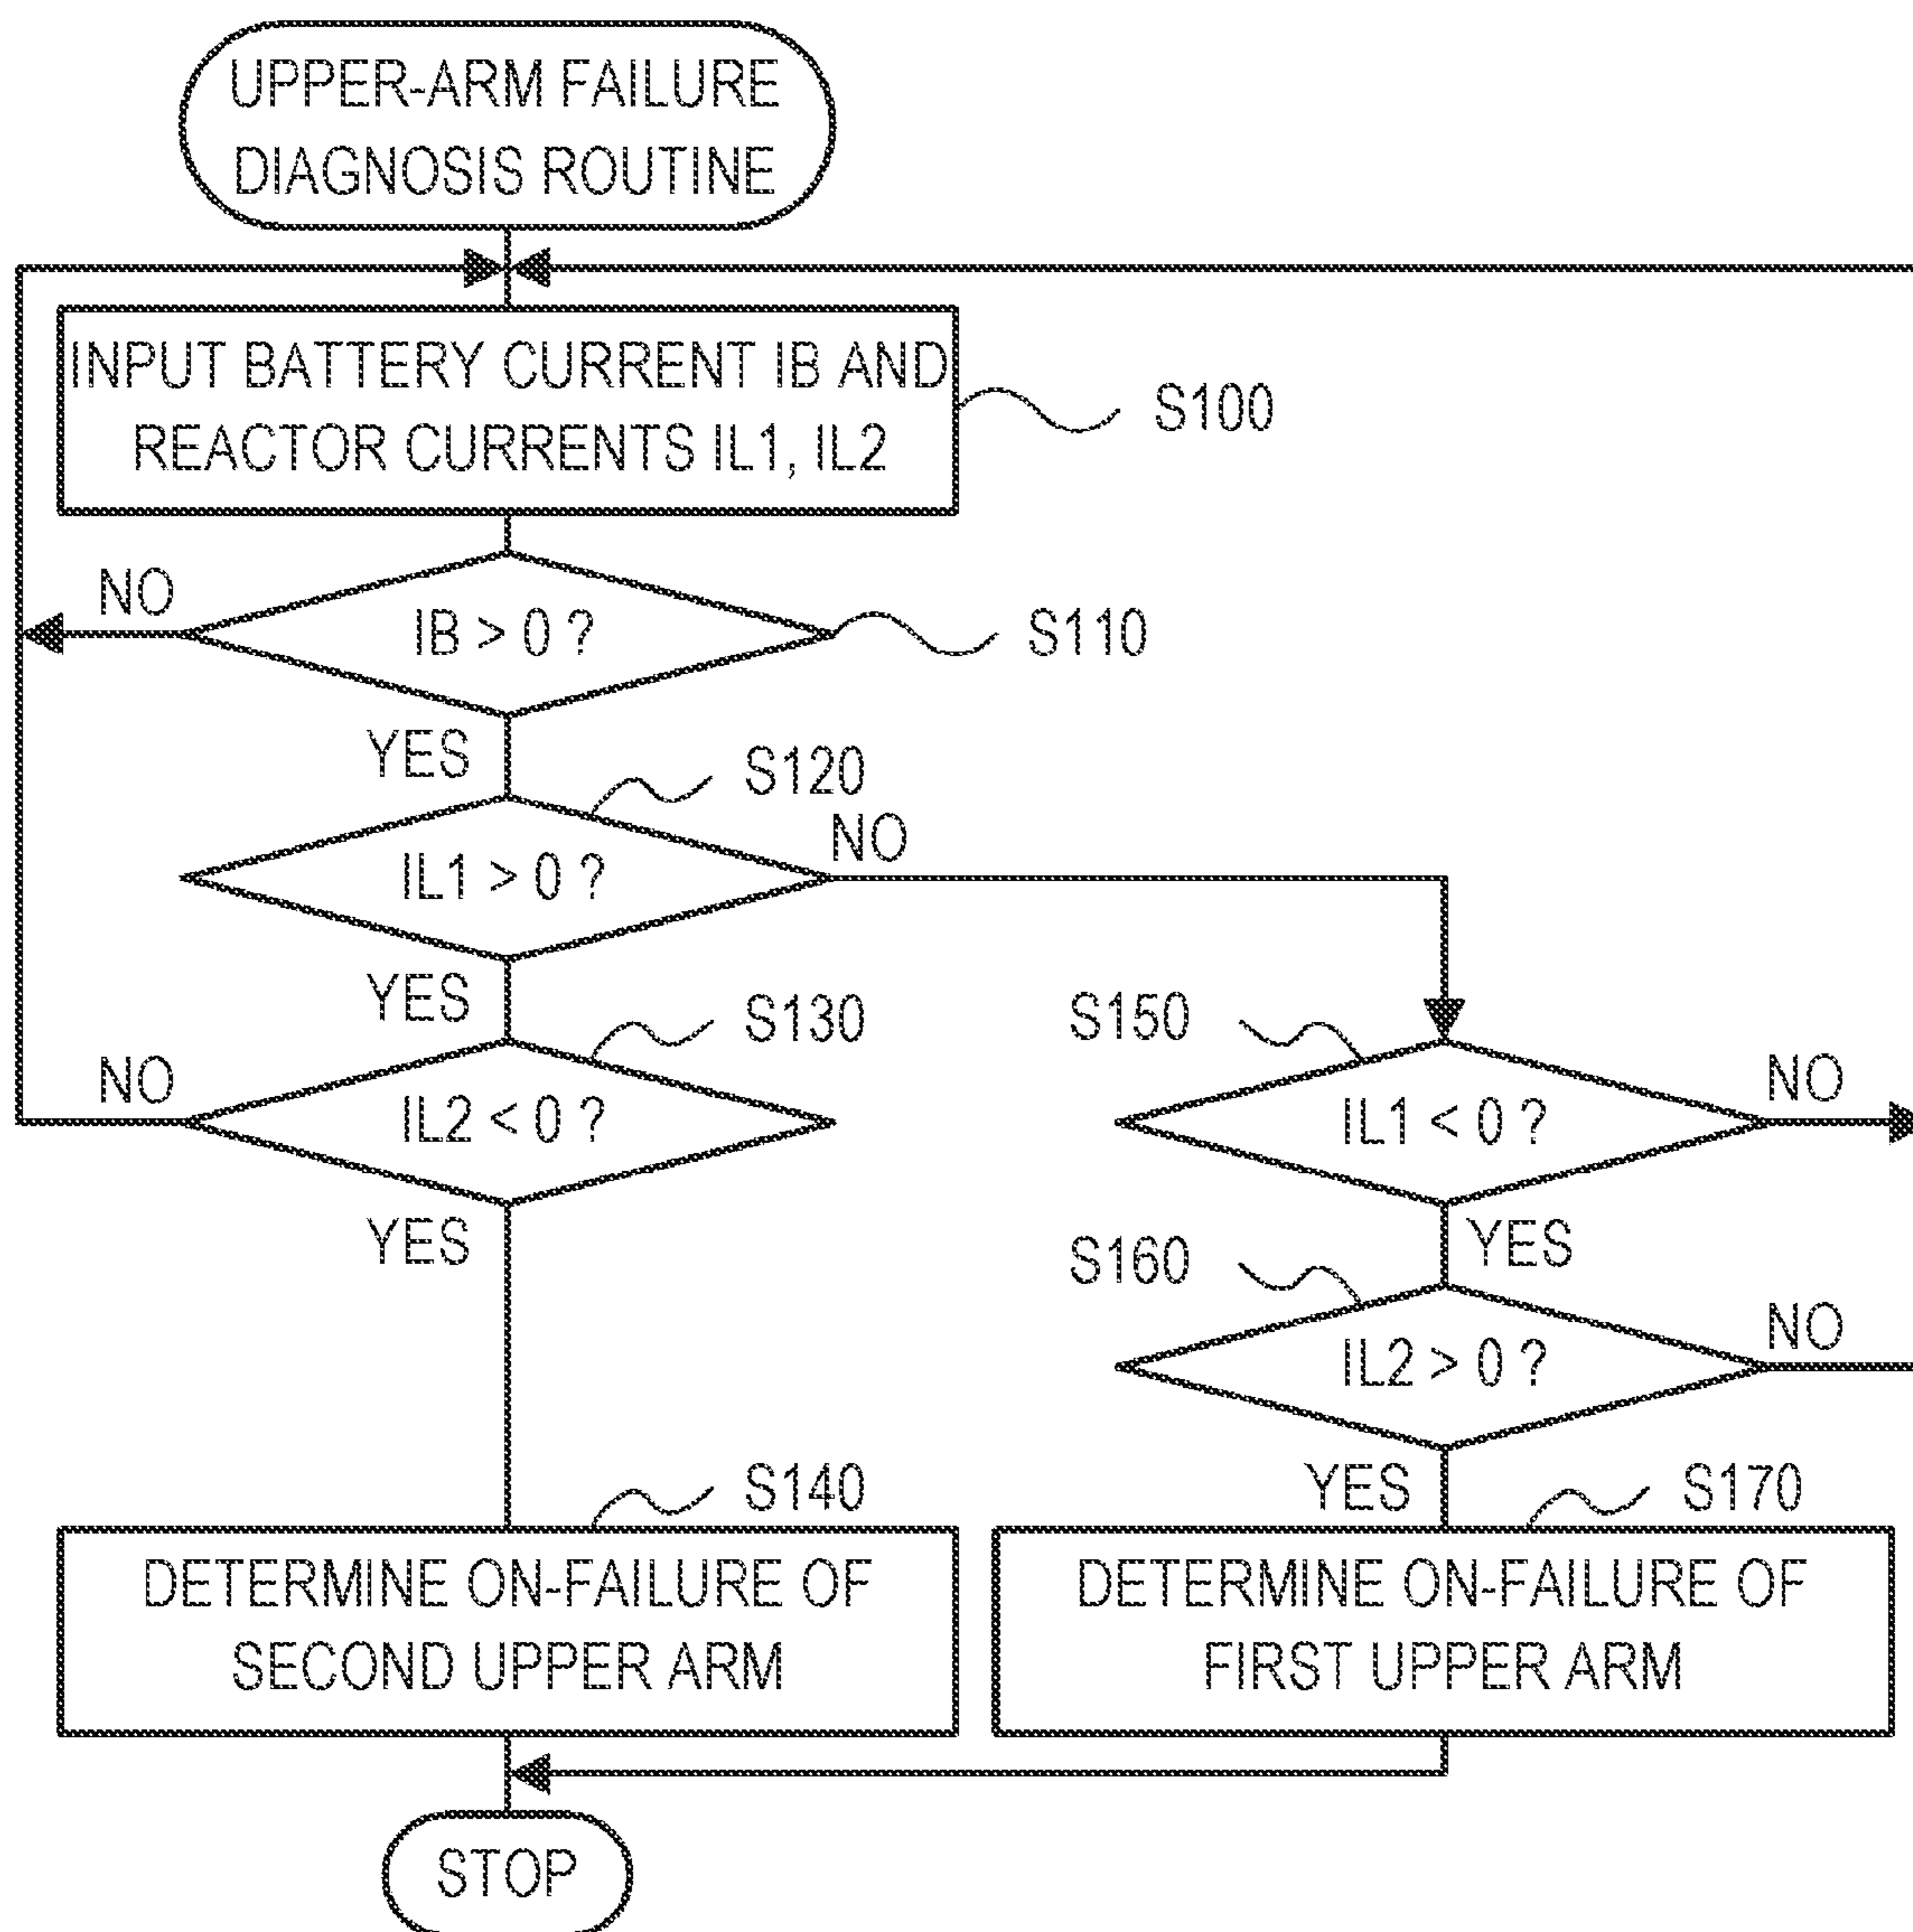 UPPER-ARM FAILURE
DIAGNOSIS ROUTINE
INPUT BATTERY CURRENT IB AND
REACTOR CURRENTS IL1, IL2
S100
NO
IB > 0 ?
S110
YES
S120
IL1 > 0 ?
NO
YES
S130
NO
IL2 < 0 ?
YES
S150
IL1 < 0 ?
NO
YES
S160
IL2 > 0 ?
NO
YES
S140
DETERMINE ON-FAILURE OF
SECOND UPPER ARM
S170
DETERMINE ON-FAILURE OF
FIRST UPPER ARM
STOP